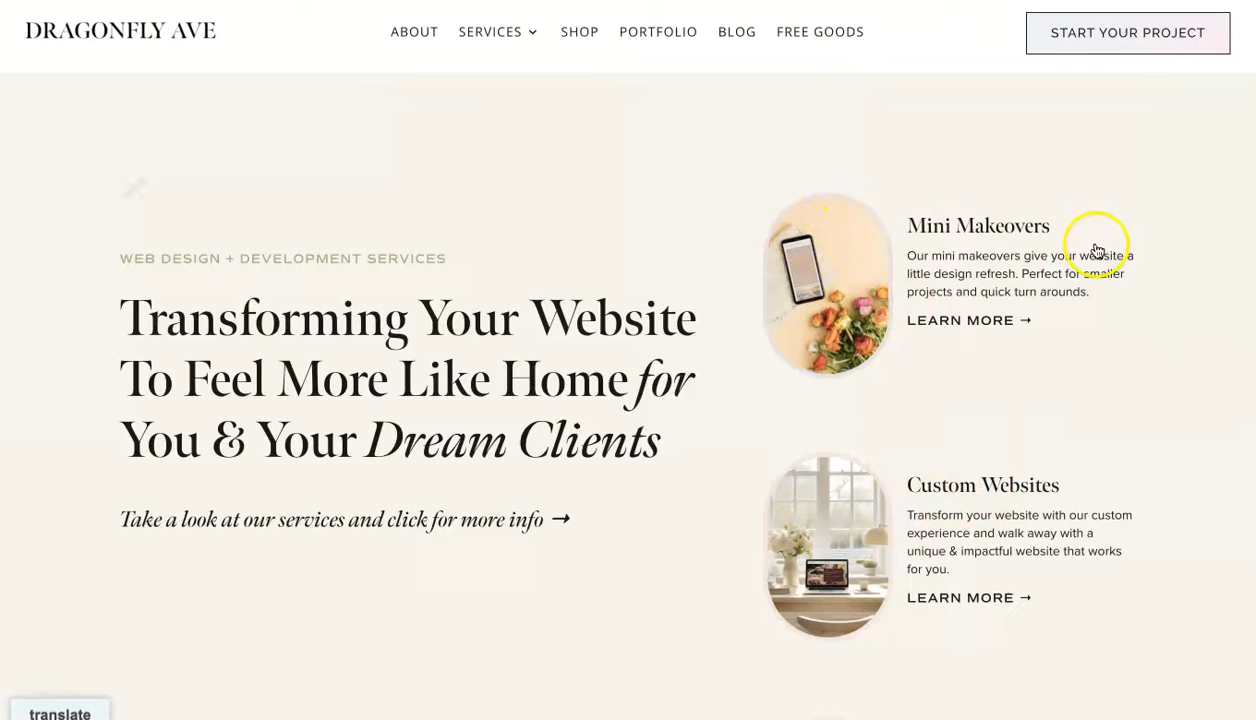 DRAGONFLY AVE
ABOUT
SERVICES
SHOP
PORTFOLIO
BLOG
FREE GOODS
START YOUR PROJECT
WEB DESIGN + DEVELOPMENT SERVICES
Transforming Your Website
To Feel More Like Home for
You & Your Dream Clients
Take a look at our services and click for more info →
Mini Makeovers
Our mini makeovers give your website a
little design refresh. Perfect for smaller
projects and quick turn arounds.
LEARN MORE →
Custom Websites
Transform your website with our custom
experience and walk away with a
unique & impactful website that works
for you.
LEARN MORE →
translate